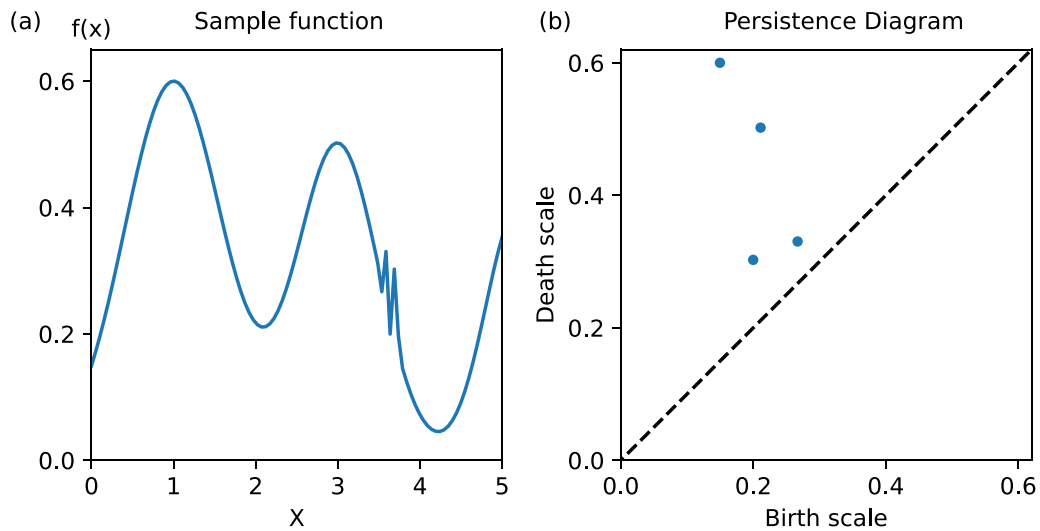 (a) f(x) Sample function
0.6
0.4
0.2
0.0
0 1 2 3 4 5
X
(b) Persistence Diagram
Death scale
0.6
0.4
0.2
0.0
0.0 0.2 0.4 0.6
Birth scale